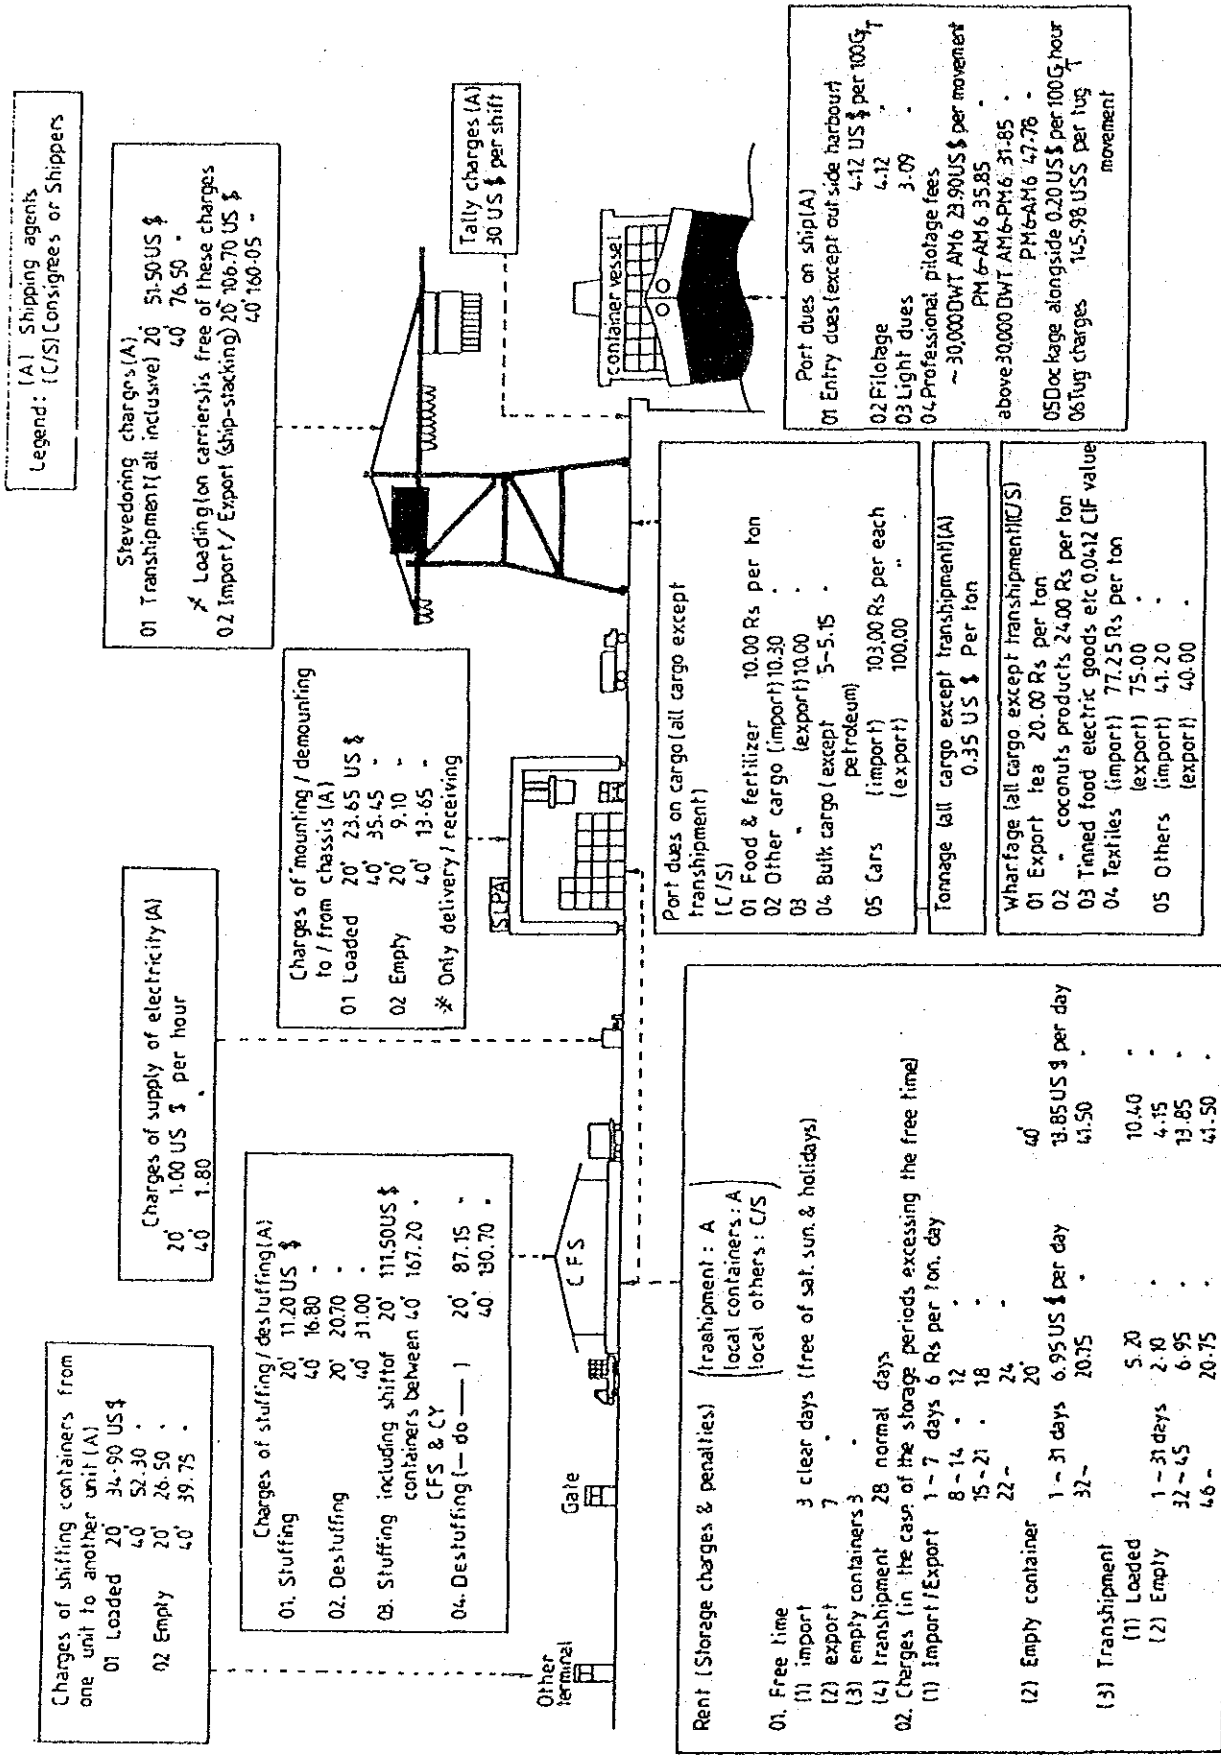 Legend: (A) Shipping agents
(C/S) Consignees or Shippers
Charges of shifting containers from
one unit to another unit (A)
01 Loaded 20' 34.90 US $
40' 52.30 "
02 Empty 20' 26.50 "
40' 39.75 "
Charges of supply of electricity (A)
20' 1.00 US $ per hour
40' 1.80 "
Stevedoring charges (A)
01 Transhipment (all inclusive) 20' 51.50 US $
40' 76.50 "
※ Loading (on carriers) is free of these charges
02 Import / Export (ship-stacking) 20' 106.70 US $
40' 160.05 "
Charges of stuffing / destuffing (A)
01. Stuffing 20' 11.20 US $
40' 16.80 "
02. Destuffing 20' 20.70 "
40' 31.00 "
03. Stuffing including shift of 20' 111.50 US $
containers between 40' 167.20 "
CFS & CY
04. Destuffing (— do —) 20' 87.15 "
40' 130.70 "
Charges of mounting / demounting
to / from chassis (A)
01 Loaded 20' 23.65 US $
40' 35.45 "
02 Empty 20' 9.10 "
40' 13.65 "
※ Only delivery / receiving
Tally charges (A)
30 US $ per shift
Other
terminal
Gate
CFS
SLPA
container vessel
Rent (Storage charges & penalties)
(trashipment : A
local containers : A
local others : C/S)
01. Free time
(1) import 3 clear days (free of sat. sun. & holidays)
(2) export 7 "
(3) empty containers 3 "
(4) transhipment 28 normal days
02. Charges (in the case of the storage periods excessing the free time)
(1) Import / Export 1 ~ 7 days 6 Rs per ton. day
8 - 14 " 12 "
15 - 21 " 18 "
22 ~ 24 "
(2) Empty container 20' 40'
1 ~ 31 days 6.95 US $ per day 13.85 US $ per day
32 ~ 20.75 " 41.50 "
(3) Transhipment
(1) Loaded 5.20 10.40 "
(2) Empty 1 ~ 31 days 2.10 " 4.15 "
32 ~ 45 6.95 13.85 "
46 ~ 20.75 " 41.50 "
Port dues on cargo (all cargo except
transhipment)
(C/S)
01 Food & fertilizer 10.00 Rs per ton
02 Other cargo (import) 10.30 "
03 " (export) 10.00 "
04 Bulk cargo (except 5~5.15 "
petroleum)
05 Cars (import) 103.00 Rs per each
(export) 100.00 "
Tonnage (all cargo except transhipment) (A)
0.35 US $ Per ton
Wharfage (all cargo except transhipment) (C/S)
01 Export tea 20.00 Rs per ton
02 " coconuts products 24.00 Rs per ton
03 Tinned food electric goods etc 0.0412 CIF value
04 Textiles (import) 77.25 Rs per ton
(export) 75.00 "
05 Others (import) 41.20 "
(export) 40.00 "
Port dues on ship (A)
01 Entry dues (except out side harbour)
4.12 US $ per 100 GT
02 Pilotage 4.12 "
03 Light dues 3.09 "
04 Professional pilotage fees
~ 30,000 DWT AM6 23.90 US $ per movement
PM6-AM6 35.85 "
above 30,000 DWT AM6-PM6 31.85 "
PM6-AM6 47.76 "
05 Dockage alongside 0.20 US $ per 100 GT hour
06 Tug charges 145.98 US$ per tug
movement